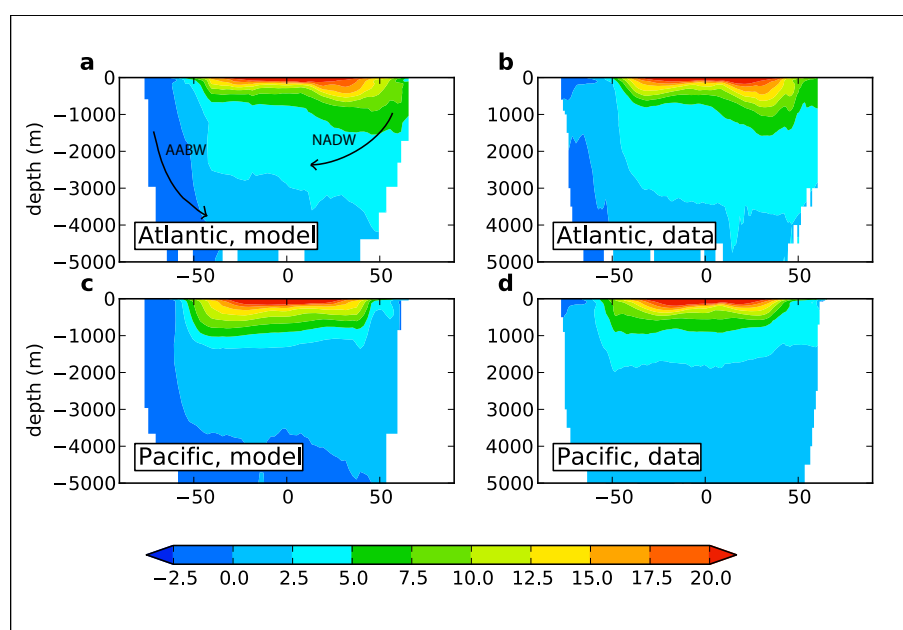 a
b
0
−1000
−2000
−3000
−4000
5000
depth (m)
AABW
NADW
Atlantic, model
−50
0
50
0
1000
2000
3000
4000
5000
Atlantic, data
−50
0
50
c
d
0
−1000
−2000
−3000
−4000
5000
depth (m)
Pacific, model
−50
0
50
0
1000
2000
3000
4000
5000
Pacific, data
−50
0
50
−2.5 0.0 2.5 5.0 7.5 10.0 12.5 15.0 17.5 20.0